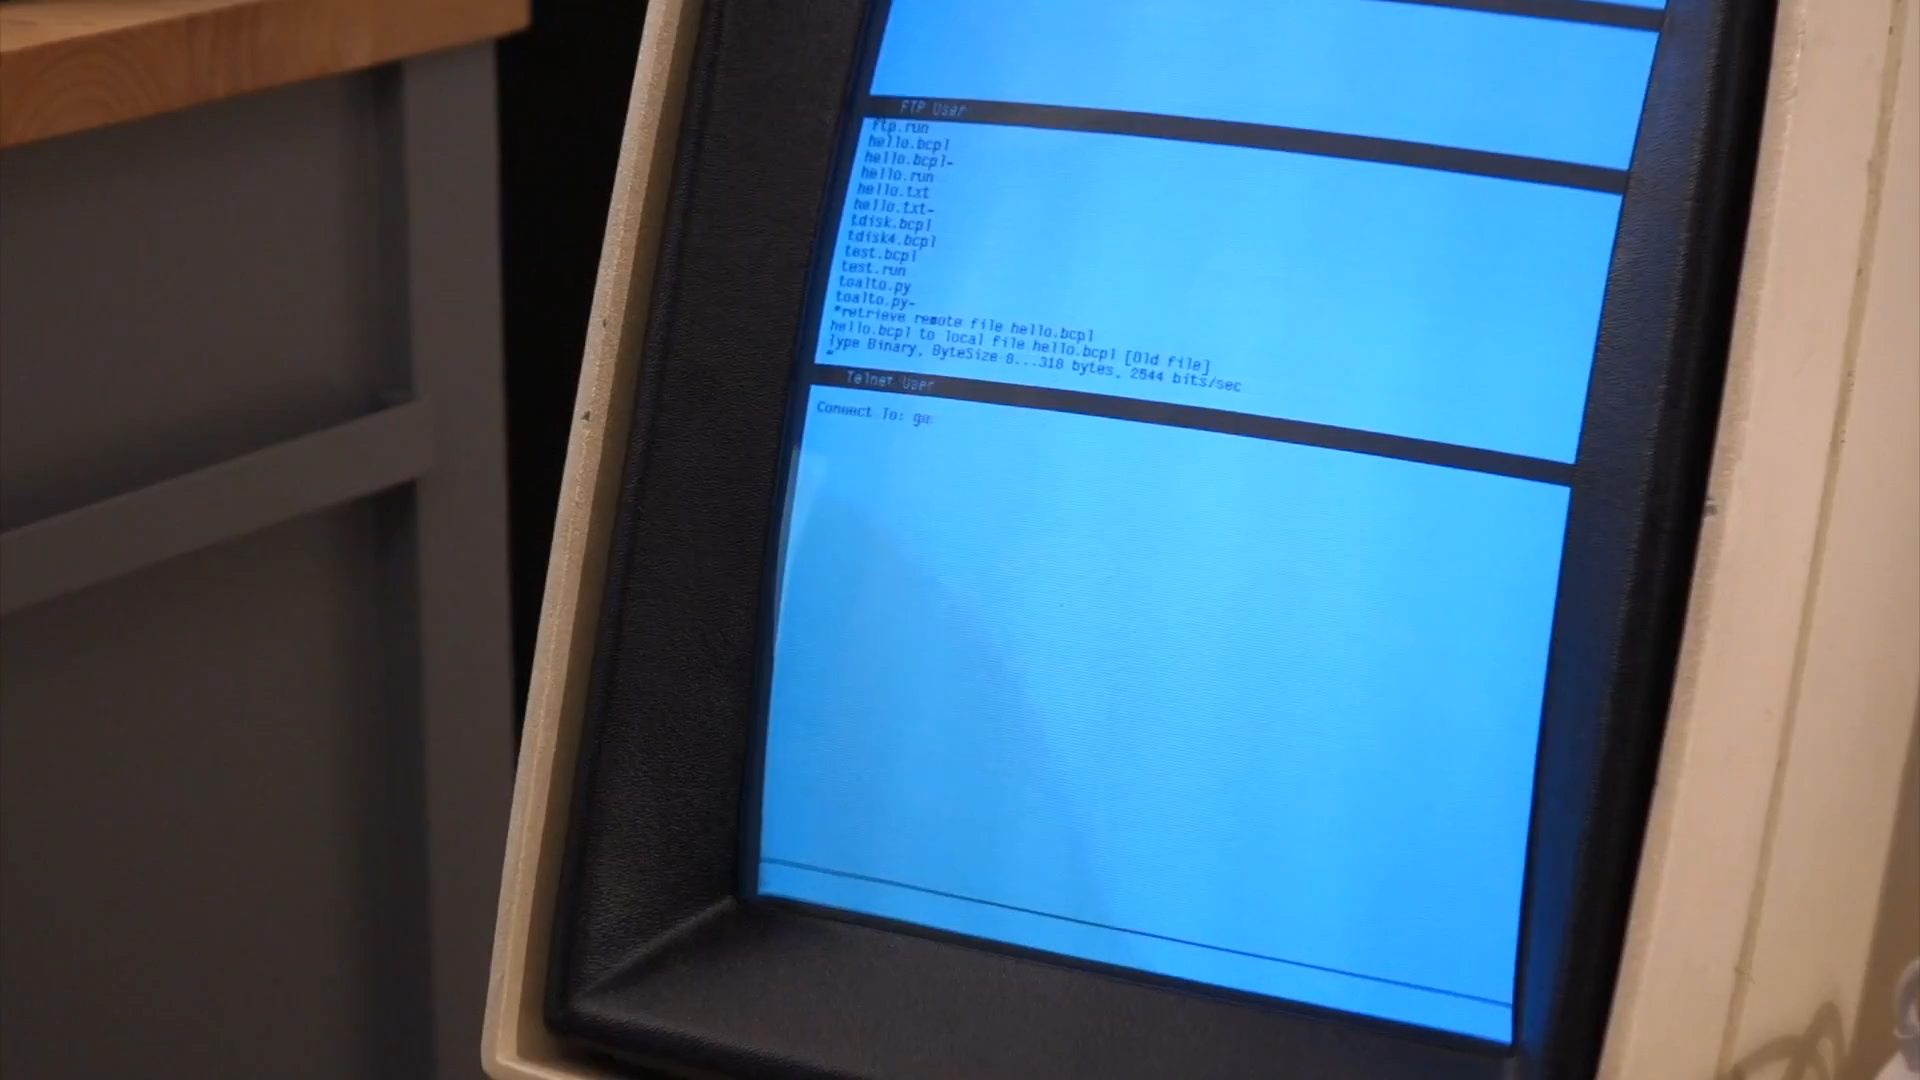 FTP User
ftp.run
hello.bcpl
hello.bcpl~
hello.run
hello.txt
hello.txt~
tdisk.bcpl
tdisk4.bcpl
test.bcpl
test.run
toalto.py
toalto.py~
*retrieve remote file hello.bcpl
hello.bcpl to local file hello.bcpl [Old file]
Type Binary, ByteSize 8...318 bytes, 2544 bits/sec
*
Telnet User
Connect To: ga